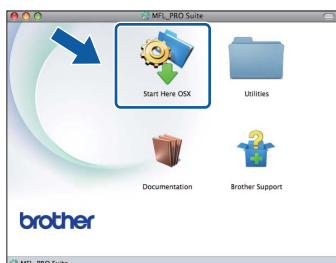 MFL_PRO Suite
Start Here OSX
Utilities
Documentation
Brother Support
brother
MFL_PRO Suite